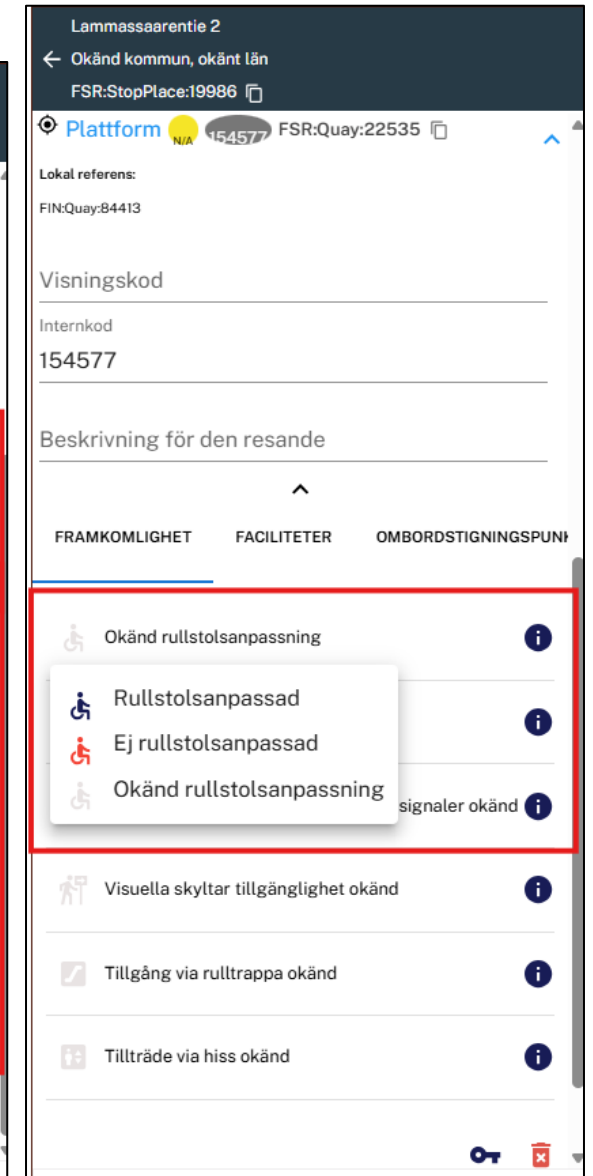 Lammassaarentie 2
Okänd kommun, okänt län
FSR:StopPlace:19986
Plattform N/A 154577 FSR:Quay:22535
Lokal referens:
FIN:Quay:84413
Visningskod
Internkod
154577
Beskrivning för den resande
FRAMKOMLIGHET FACILITETER OMBORDSTIGNINGSPUN
Okänd rullstolsanpassning
Rullstolsanpassad
Ej rullstolsanpassad
Okänd rullstolsanpassning
signaler okänd
Visuella skyltar tillgänglighet okänd
Tillgång via rulltrappa okänd
Tillträde via hiss okänd